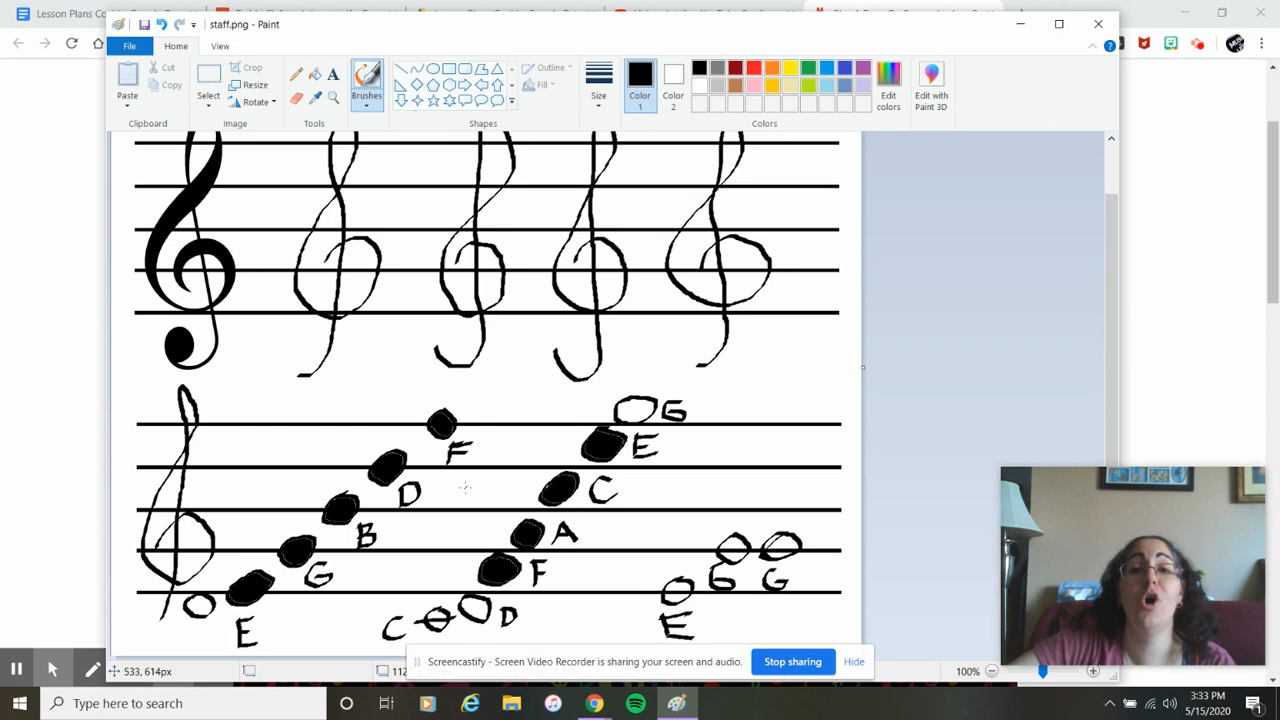 Lesson Plans
staff.png - Paint
File Home View
Paste Cut Copy Select Crop Resize Rotate Brushes Outline Fill Size Color 1 Color 2 Edit colors Edit with Paint 3D
Clipboard Image Tools Shapes Colors
G
F E
D C
B A
G F G G
E C D E
Screencastify - Screen Video Recorder is sharing your screen and audio. Stop sharing Hide
533, 614px 100%
Type here to search
3:33 PM
5/15/2020